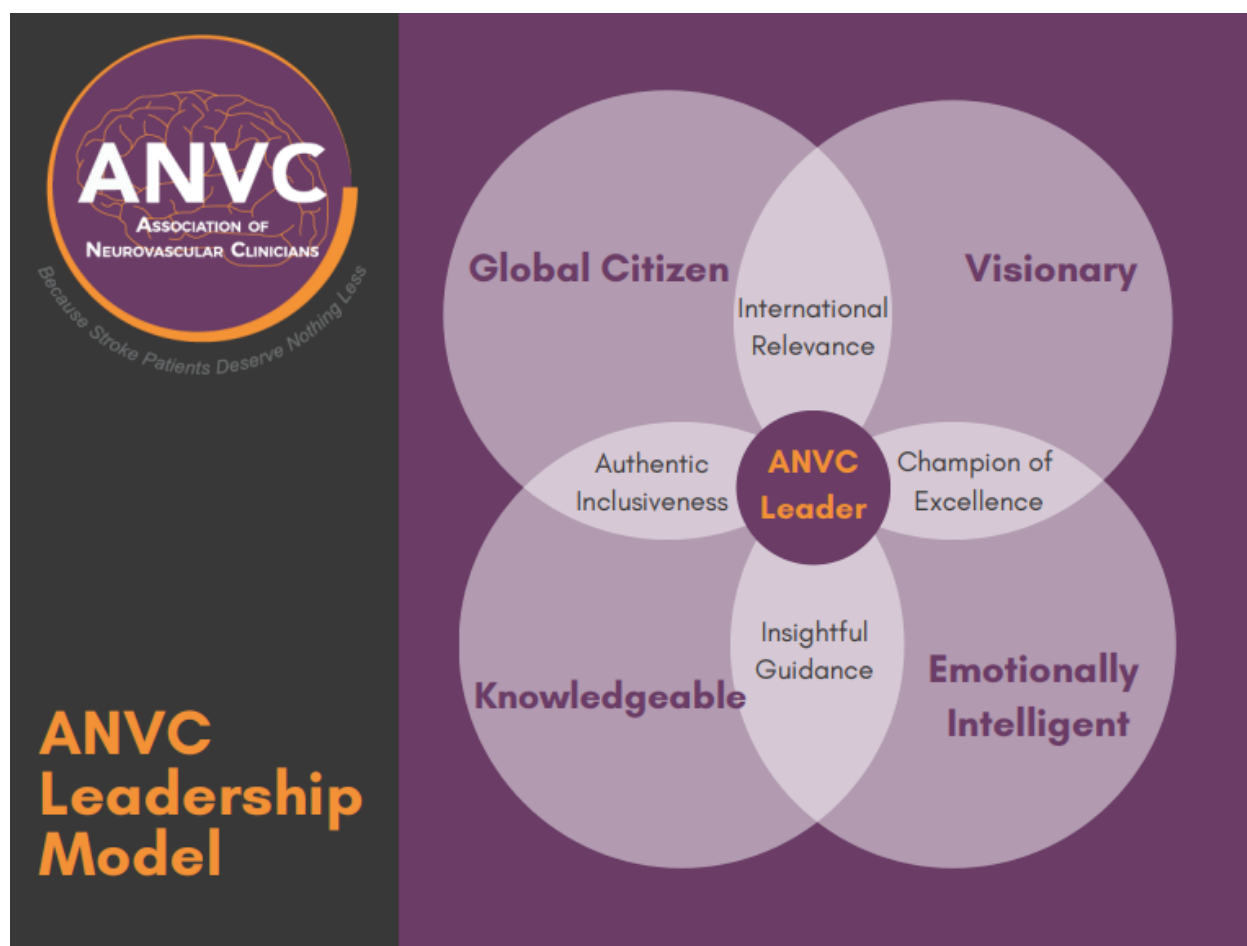 ANVC
ASSOCIATION OF
NEUROVASCULAR CLINICIANS
Because Stroke Patients Deserve Nothing Less
ANVC
Leadership
Model
Global Citizen
Visionary
International
Relevance
Authentic
Inclusiveness
ANVC
Leader
Champion of
Excellence
Insightful
Guidance
Knowledgeable
Emotionally
Intelligent